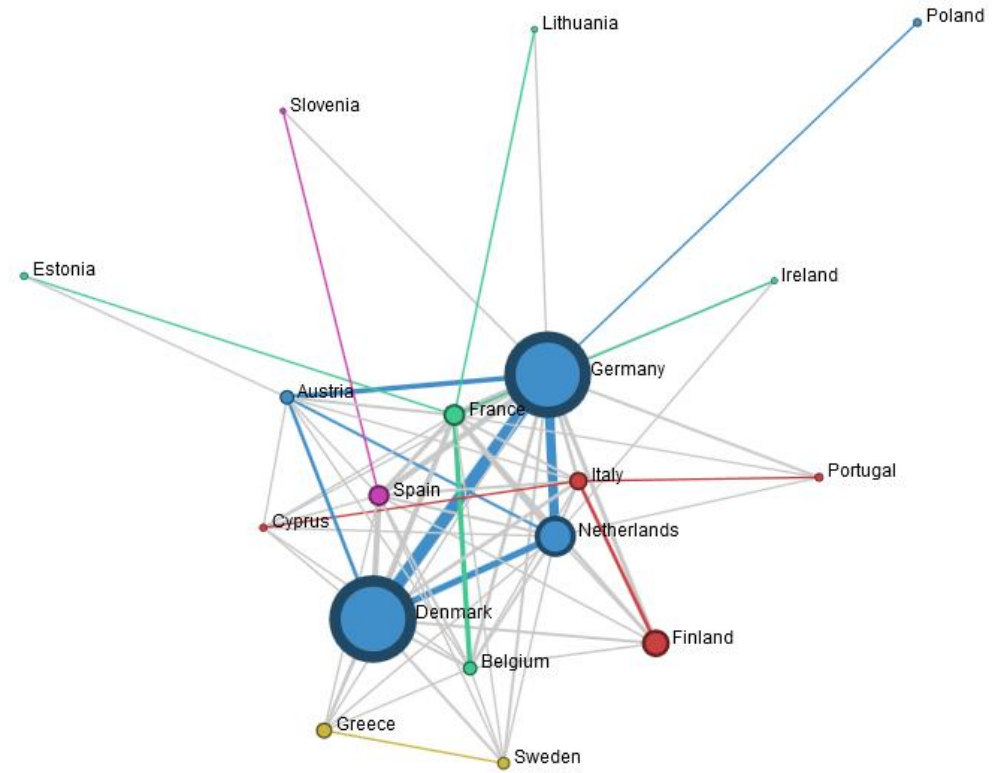 Poland
Lithuania
Slovenia
Estonia
Ireland
Germany
Austria
France
Portugal
Italy
Spain
Cyprus
Netherlands
Denmark
Finland
Belgium
Greece
Sweden